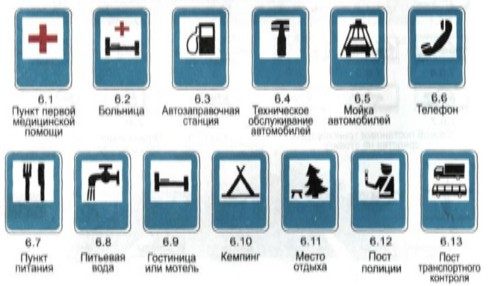 6.1 6.2 6.3 6.4 6.5 6.6
Пункт первой медицинской помощи
Больница
Автозаправочная станция
Техническое обслуживание автомобилей
Мойка автомобилей
Телефон
6.7 6.8 6.9 6.10 6.11 6.12 6.13
Пункт питания
Питьевая вода
Гостиница или мотель
Кемпинг
Место отдыха
Пост полиции
Пост транспортного контроля